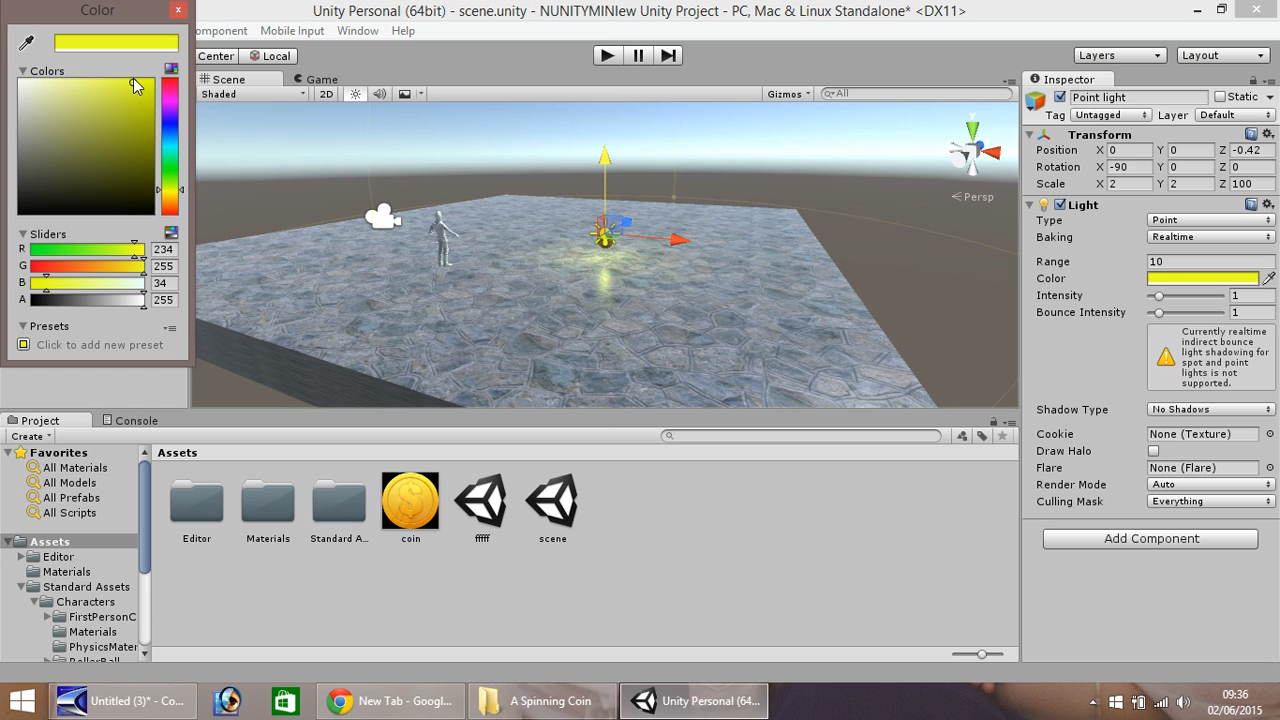 Color
Unity Personal (64bit) - scene.unity - NUNITYMINIew Unity Project - PC, Mac & Linux Standalone* <DX11>
omponent Mobile Input Window Help
Center Local
Layers Layout
Colors
Scene Game
Shaded 2D Gizmos All
Persp
Sliders
R 234
G 255
B 34
A 255
Presets
Click to add new preset
Inspector
Point light Static
Tag Untagged Layer Default
Transform
Position X 0 Y 0 Z -0.42
Rotation X -90 Y 0 Z 0
Scale X 2 Y 2 Z 100
Light
Type Point
Baking Realtime
Range 10
Color
Intensity 1
Bounce Intensity 1
Currently realtime
indirect bounce
light shadowing for
spot and point
lights is not
supported.
Shadow Type No Shadows
Cookie None (Texture)
Draw Halo
Flare None (Flare)
Render Mode Auto
Culling Mask Everything
Add Component
Project Console
Create
Favorites
All Materials
All Models
All Prefabs
All Scripts
Assets
Editor
Materials
Standard Assets
Characters
FirstPersonC
Materials
PhysicsMater
Assets
Editor Materials Standard A... coin fffff scene
Untitled (3)* - Co... New Tab - Googl... A Spinning Coin Unity Personal (64...
09:36
02/06/2015